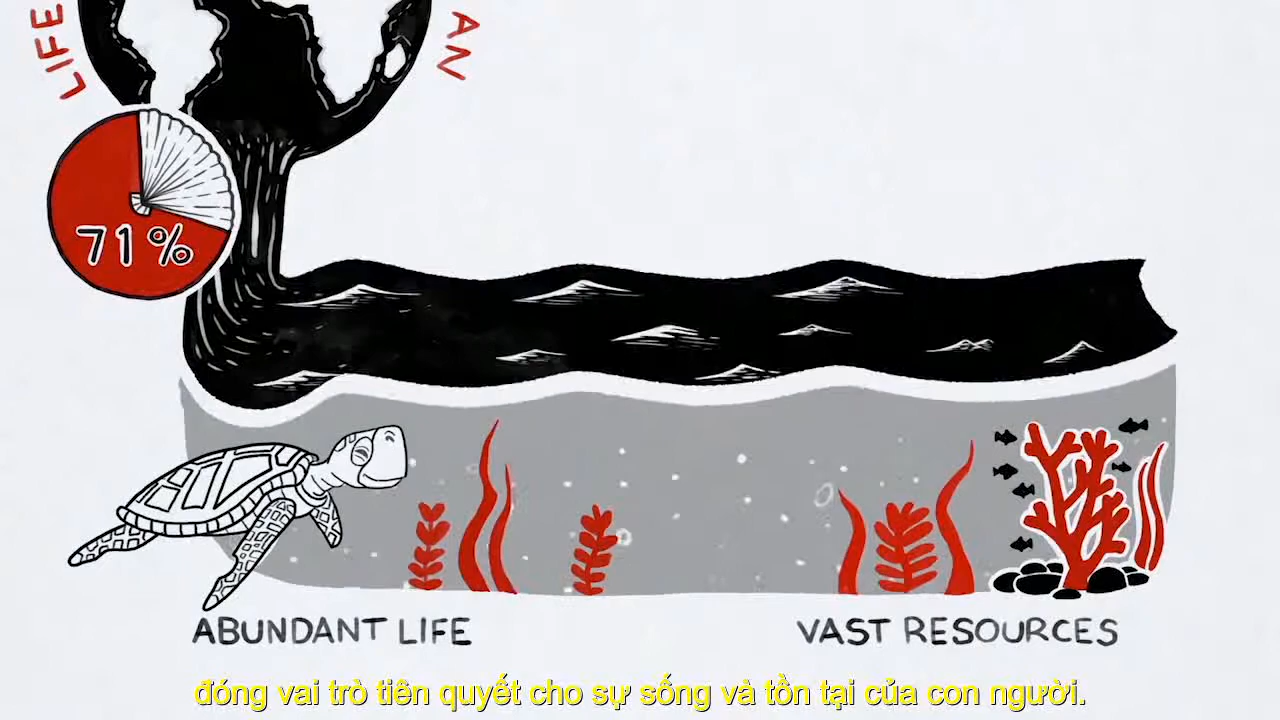 LIFE
AN
71%
ABUNDANT LIFE
VAST RESOURCES
đóng vai trò tiên quyết cho sự sống và tồn tại của con người.